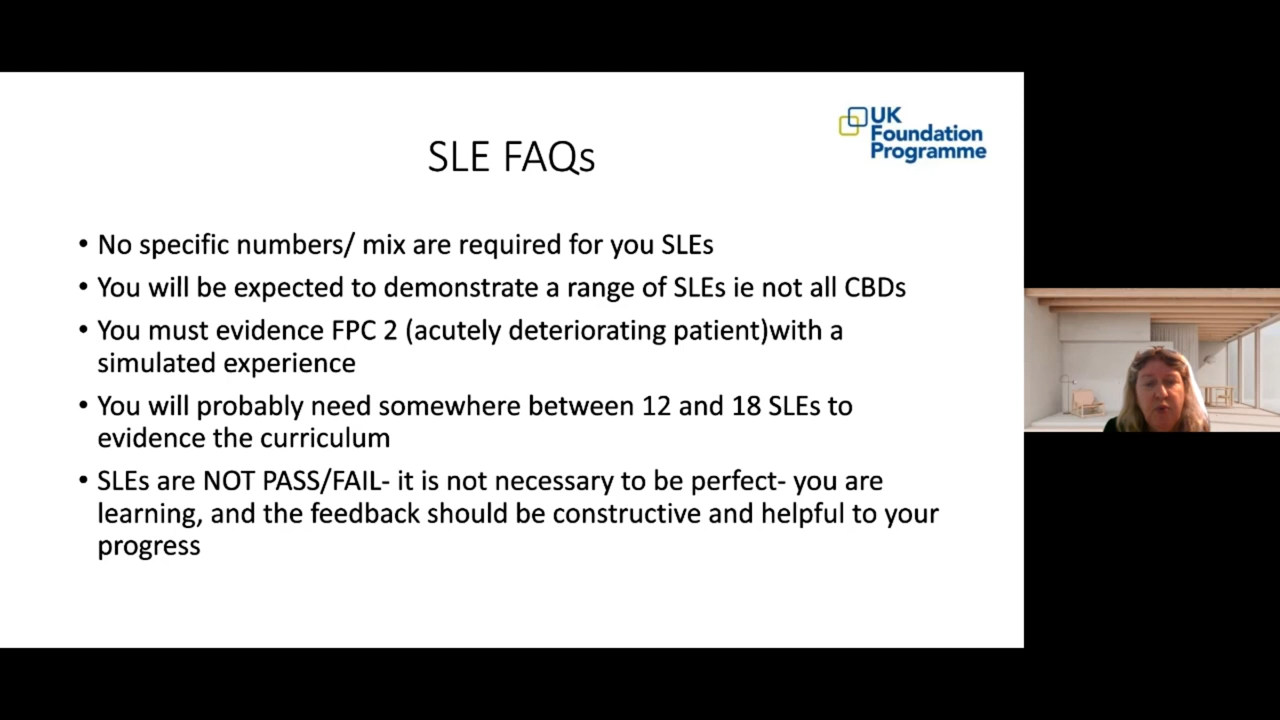 UK
Foundation
Programme
SLE FAQs
• No specific numbers/ mix are required for you SLEs
• You will be expected to demonstrate a range of SLEs ie not all CBDs
• You must evidence FPC 2 (acutely deteriorating patient)with a
simulated experience
• You will probably need somewhere between 12 and 18 SLEs to
evidence the curriculum
• SLEs are NOT PASS/FAIL- it is not necessary to be perfect- you are
learning, and the feedback should be constructive and helpful to your
progress